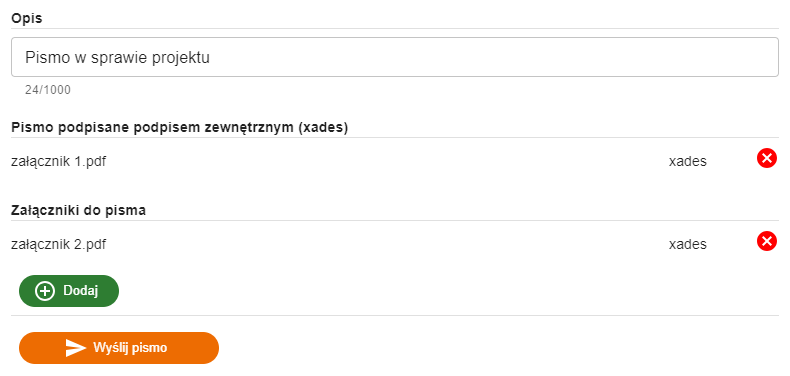 Opis
Pismo w sprawie projektu
24/1000
Pismo podpisane podpisem zewnętrznym (xades)
załącznik 1.pdf xades
Załączniki do pisma
załącznik 2.pdf xades
Dodaj
Wyślij pismo